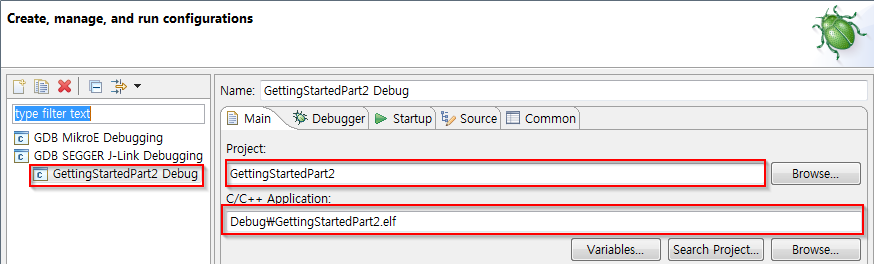 Create, manage, and run configurations
type filter text
GDB MikroE Debugging
GDB SEGGER J-Link Debugging
GettingStartedPart2 Debug
Name: GettingStartedPart2 Debug
Main Debugger Startup Source Common
Project:
GettingStartedPart2
Browse...
C/C++ Application:
Debug₩GettingStartedPart2.elf
Variables... Search Project... Browse...